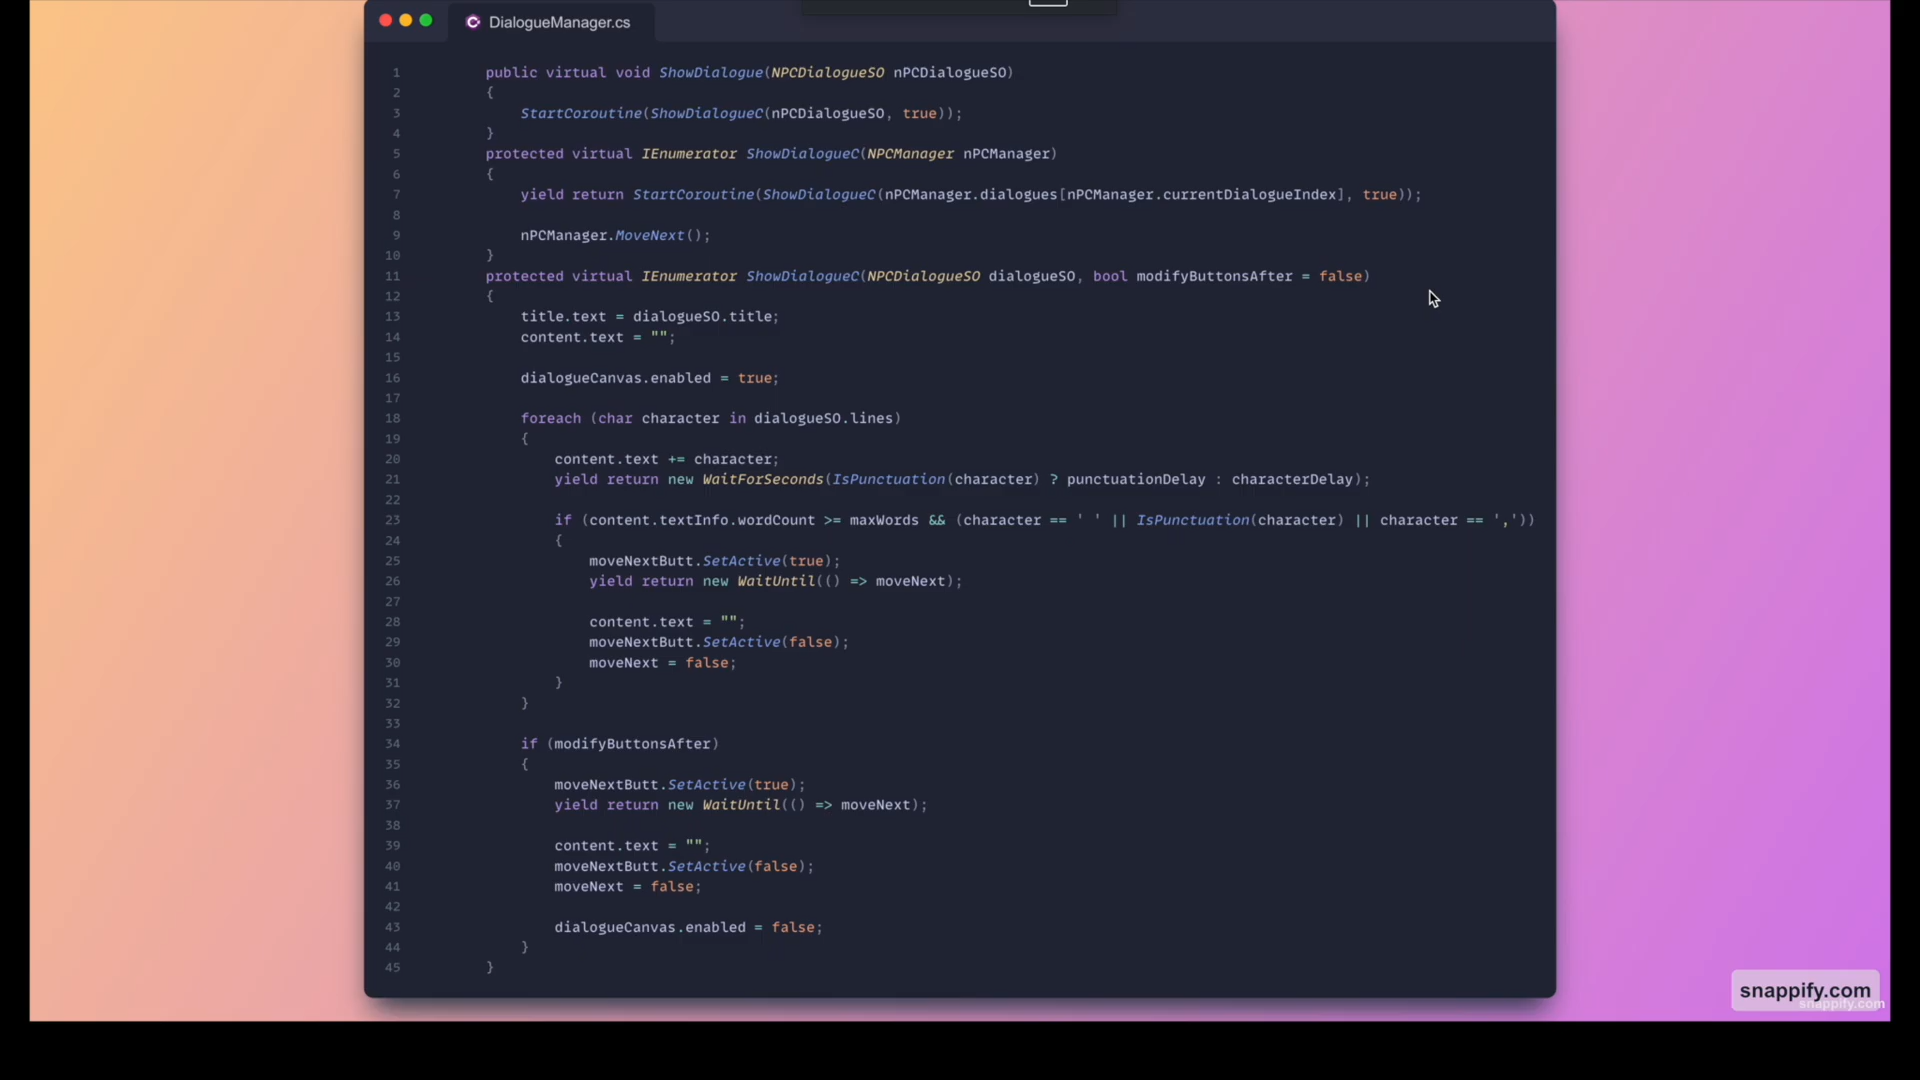 DialogueManager.cs
1 public virtual void ShowDialogue(NPCDialogueSO nPCDialogueSO)
2 {
3 StartCoroutine(ShowDialogueC(nPCDialogueSO, true));
4 }
5 protected virtual IEnumerator ShowDialogueC(NPCManager nPCManager)
6 {
7 yield return StartCoroutine(ShowDialogueC(nPCManager.dialogues[nPCManager.currentDialogueIndex], true));
8
9 nPCManager.MoveNext();
10 }
11 protected virtual IEnumerator ShowDialogueC(NPCDialogueSO dialogueSO, bool modifyButtonsAfter = false)
12 {
13 title.text = dialogueSO.title;
14 content.text = "";
15
16 dialogueCanvas.enabled = true;
17
18 foreach (char character in dialogueSO.lines)
19 {
20 content.text += character;
21 yield return new WaitForSeconds(IsPunctuation(character) ? punctuationDelay : characterDelay);
22
23 if (content.textInfo.wordCount >= maxWords && (character == ' ' || IsPunctuation(character) || character == ','))
24 {
25 moveNextButt.SetActive(true);
26 yield return new WaitUntil(() => moveNext);
27
28 content.text = "";
29 moveNextButt.SetActive(false);
30 moveNext = false;
31 }
32 }
33
34 if (modifyButtonsAfter)
35 {
36 moveNextButt.SetActive(true);
37 yield return new WaitUntil(() => moveNext);
38
39 content.text = "";
40 moveNextButt.SetActive(false);
41 moveNext = false;
42
43 dialogueCanvas.enabled = false;
44 }
45 }
snappify.com
snappify.com